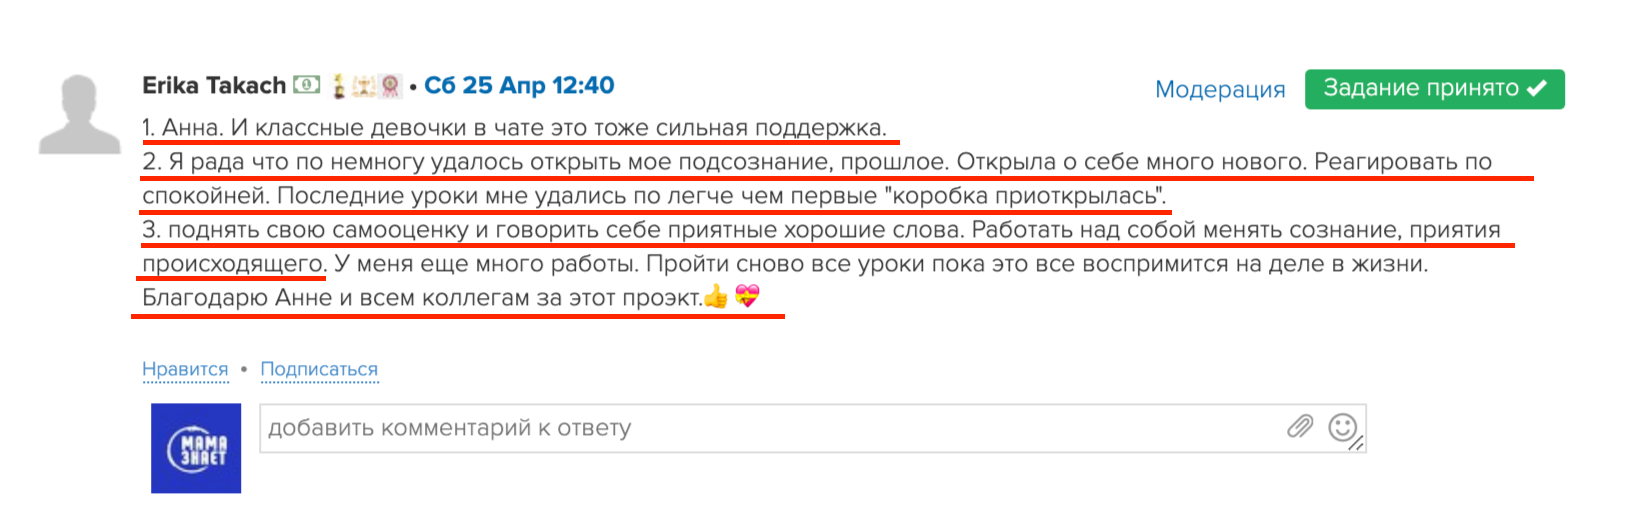 Erika Takach • Сб 25 Апр 12:40
Модерация
Задание принято
1. Анна. И классные девочки в чате это тоже сильная поддержка.
2. Я рада что по немногу удалось открыть мое подсознание, прошлое. Открыла о себе много нового. Реагировать по
спокойней. Последние уроки мне удались по легче чем первые "коробка приоткрылась".
3. поднять свою самооценку и говорить себе приятные хорошие слова. Работать над собой менять сознание, приятия
происходящего. У меня еще много работы. Пройти сново все уроки пока это все воспримится на деле в жизни.
Благодарю Анне и всем коллегам за этот проэкт.👍 💝
Нравится • Подписаться
МАМА
ЗНАЕТ
добавить комментарий к ответу